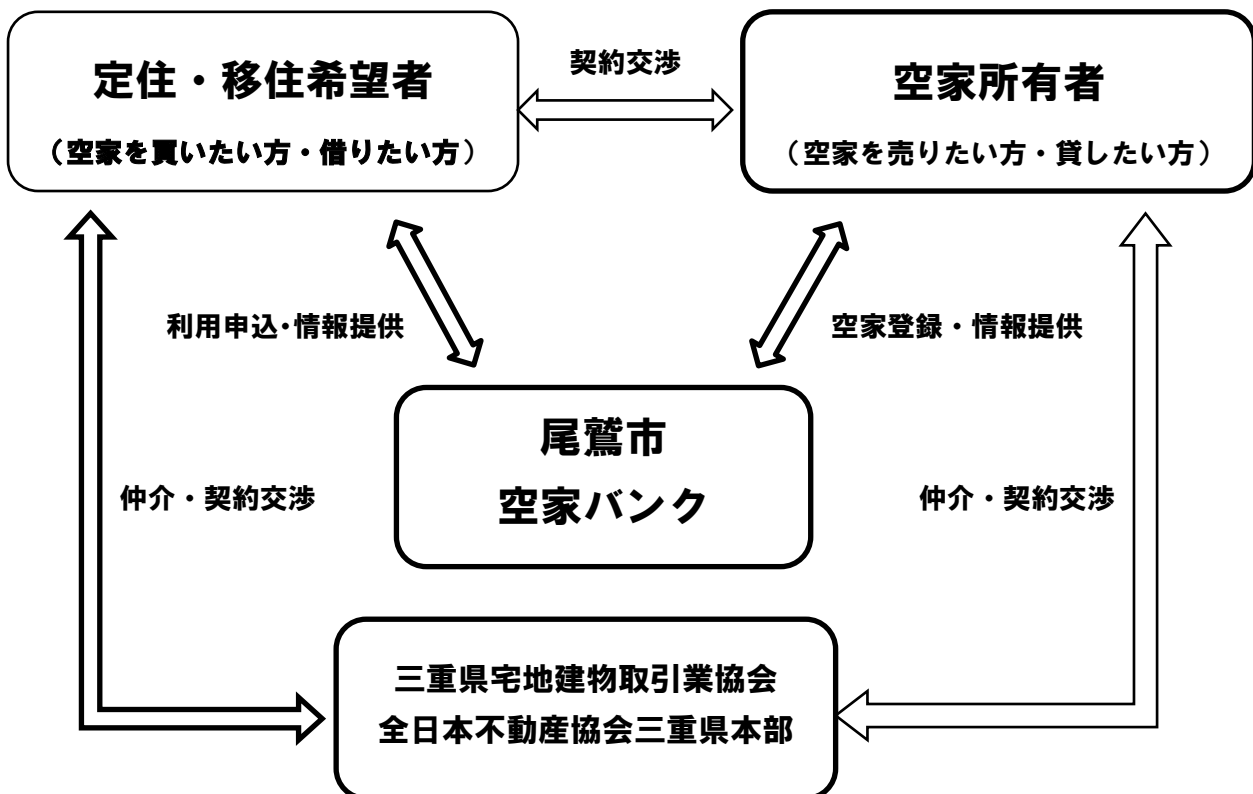 定住・移住希望者
（空家を買いたい方・借りたい方）
契約交渉
空家所有者
（空家を売りたい方・貸したい方）
利用申込・情報提供
空家登録・情報提供
尾鷲市
空家バンク
仲介・契約交渉
仲介・契約交渉
三重県宅地建物取引業協会
全日本不動産協会三重県本部